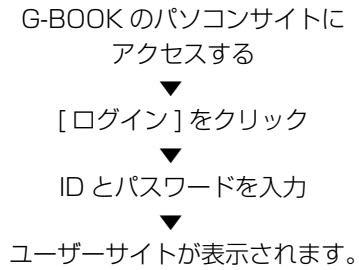 G-BOOK のパソコンサイトに
アクセスする
▼
[ ログイン ] をクリック
▼
ID とパスワードを入力
▼
ユーザーサイトが表示されます。